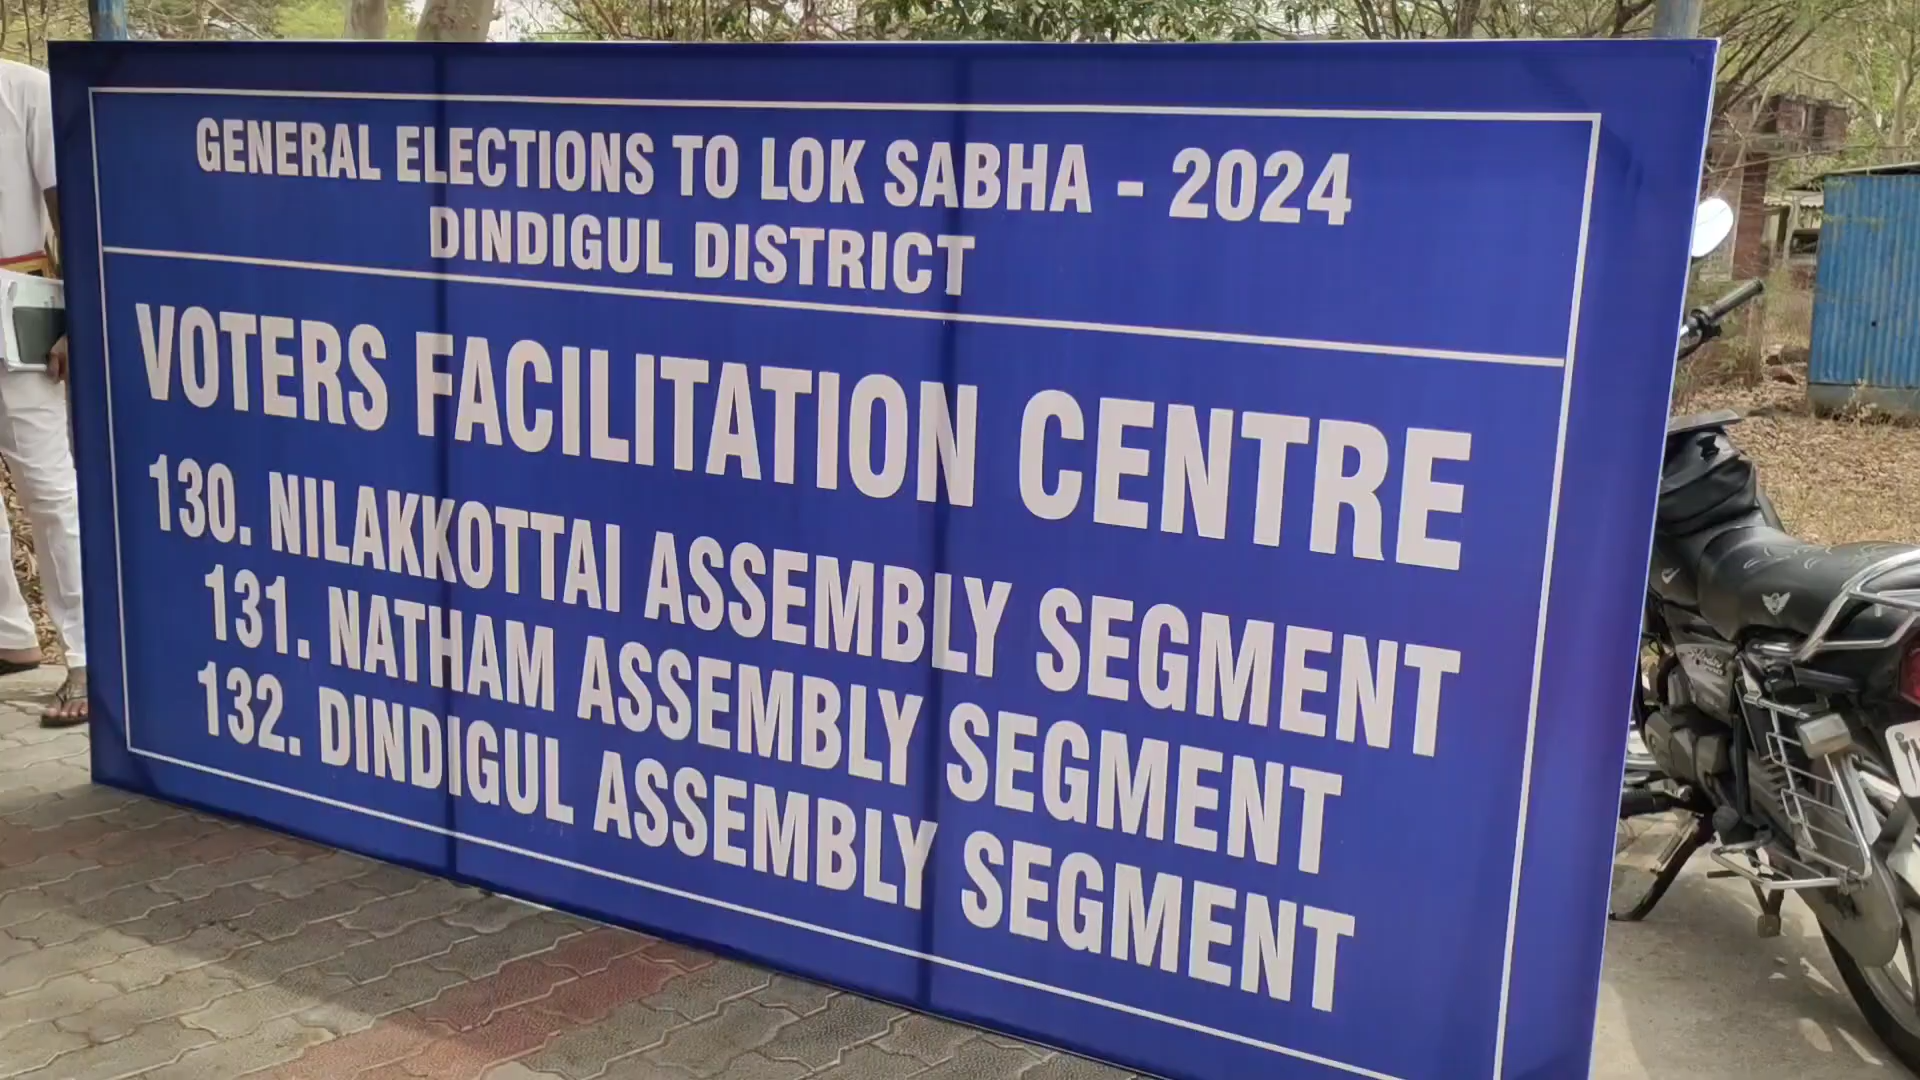 GENERAL ELECTIONS TO LOK SABHA - 2024
DINDIGUL DISTRICT
VOTERS FACILITATION CENTRE
130. NILAKKOTTAI ASSEMBLY SEGMENT
131. NATHAM ASSEMBLY SEGMENT
132. DINDIGUL ASSEMBLY SEGMENT